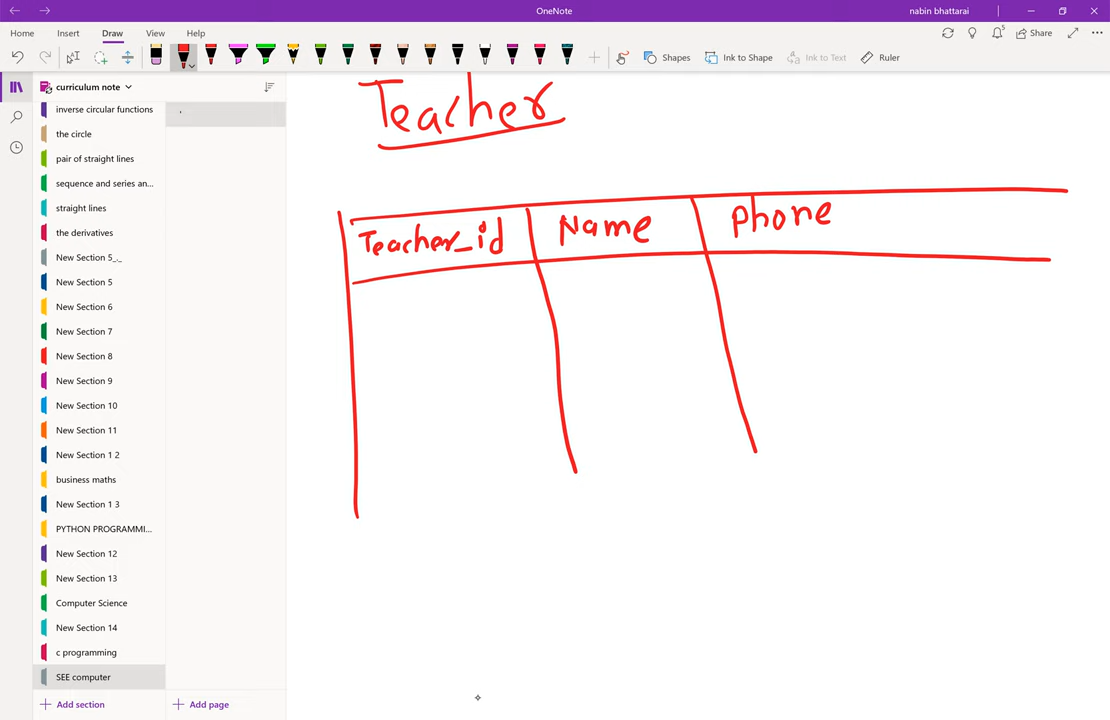 OneNote
nabin bhattarai
Home Insert Draw View Help
5 Share
Shapes Ink to Shape Ink to Text Ruler
curriculum note
inverse circular functions
the circle
pair of straight lines
sequence and series an...
straight lines
the derivatives
New Section 5_._
New Section 5
New Section 6
New Section 7
New Section 8
New Section 9
New Section 10
New Section 11
New Section 1 2
business maths
New Section 1 3
PYTHON PROGRAMMI...
New Section 12
New Section 13
Computer Science
New Section 14
c programming
SEE computer
Add section Add page
Teacher
Teacher_id Name Phone